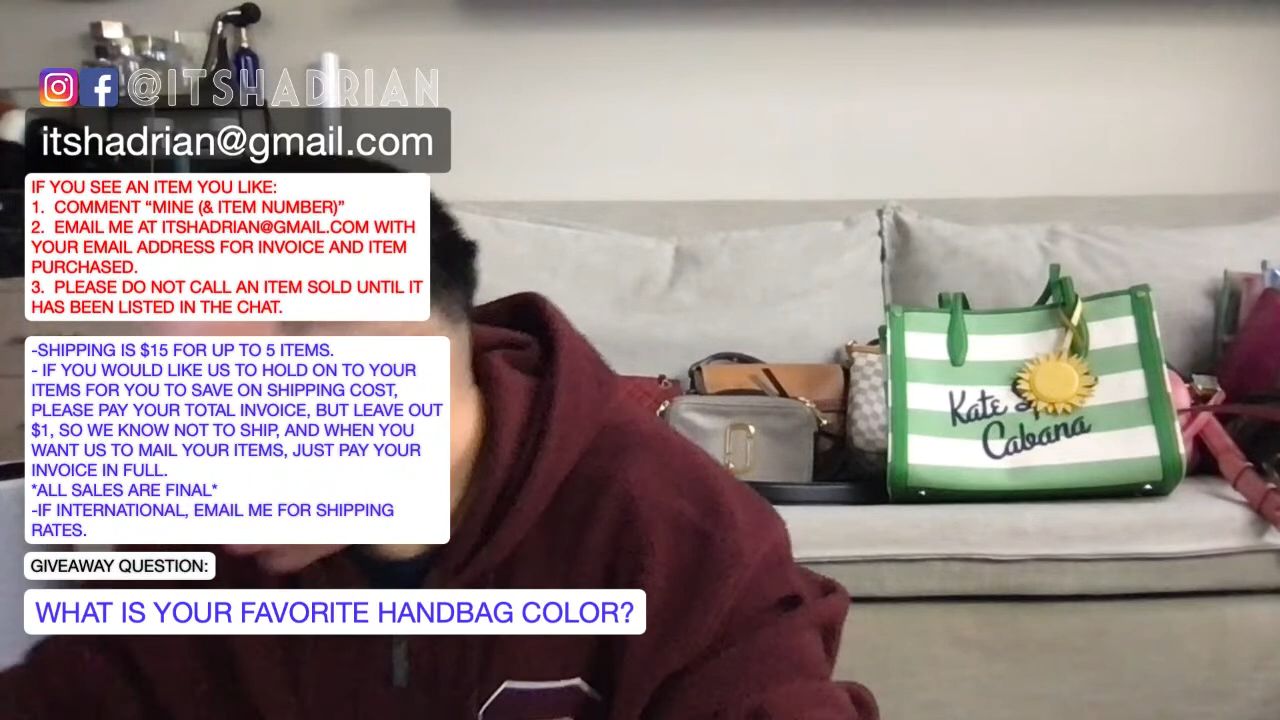 @ITSHADRIAN
itshadrian@gmail.com
IF YOU SEE AN ITEM YOU LIKE:
1. COMMENT “MINE (& ITEM NUMBER)”
2. EMAIL ME AT ITSHADRIAN@GMAIL.COM WITH
YOUR EMAIL ADDRESS FOR INVOICE AND ITEM
PURCHASED.
3. PLEASE DO NOT CALL AN ITEM SOLD UNTIL IT
HAS BEEN LISTED IN THE CHAT.
-SHIPPING IS $15 FOR UP TO 5 ITEMS.
- IF YOU WOULD LIKE US TO HOLD ON TO YOUR
ITEMS FOR YOU TO SAVE ON SHIPPING COST,
PLEASE PAY YOUR TOTAL INVOICE, BUT LEAVE OUT
$1, SO WE KNOW NOT TO SHIP, AND WHEN YOU
WANT US TO MAIL YOUR ITEMS, JUST PAY YOUR
INVOICE IN FULL.
*ALL SALES ARE FINAL*
-IF INTERNATIONAL, EMAIL ME FOR SHIPPING
RATES.
GIVEAWAY QUESTION:
WHAT IS YOUR FAVORITE HANDBAG COLOR?
Kate
Cabana